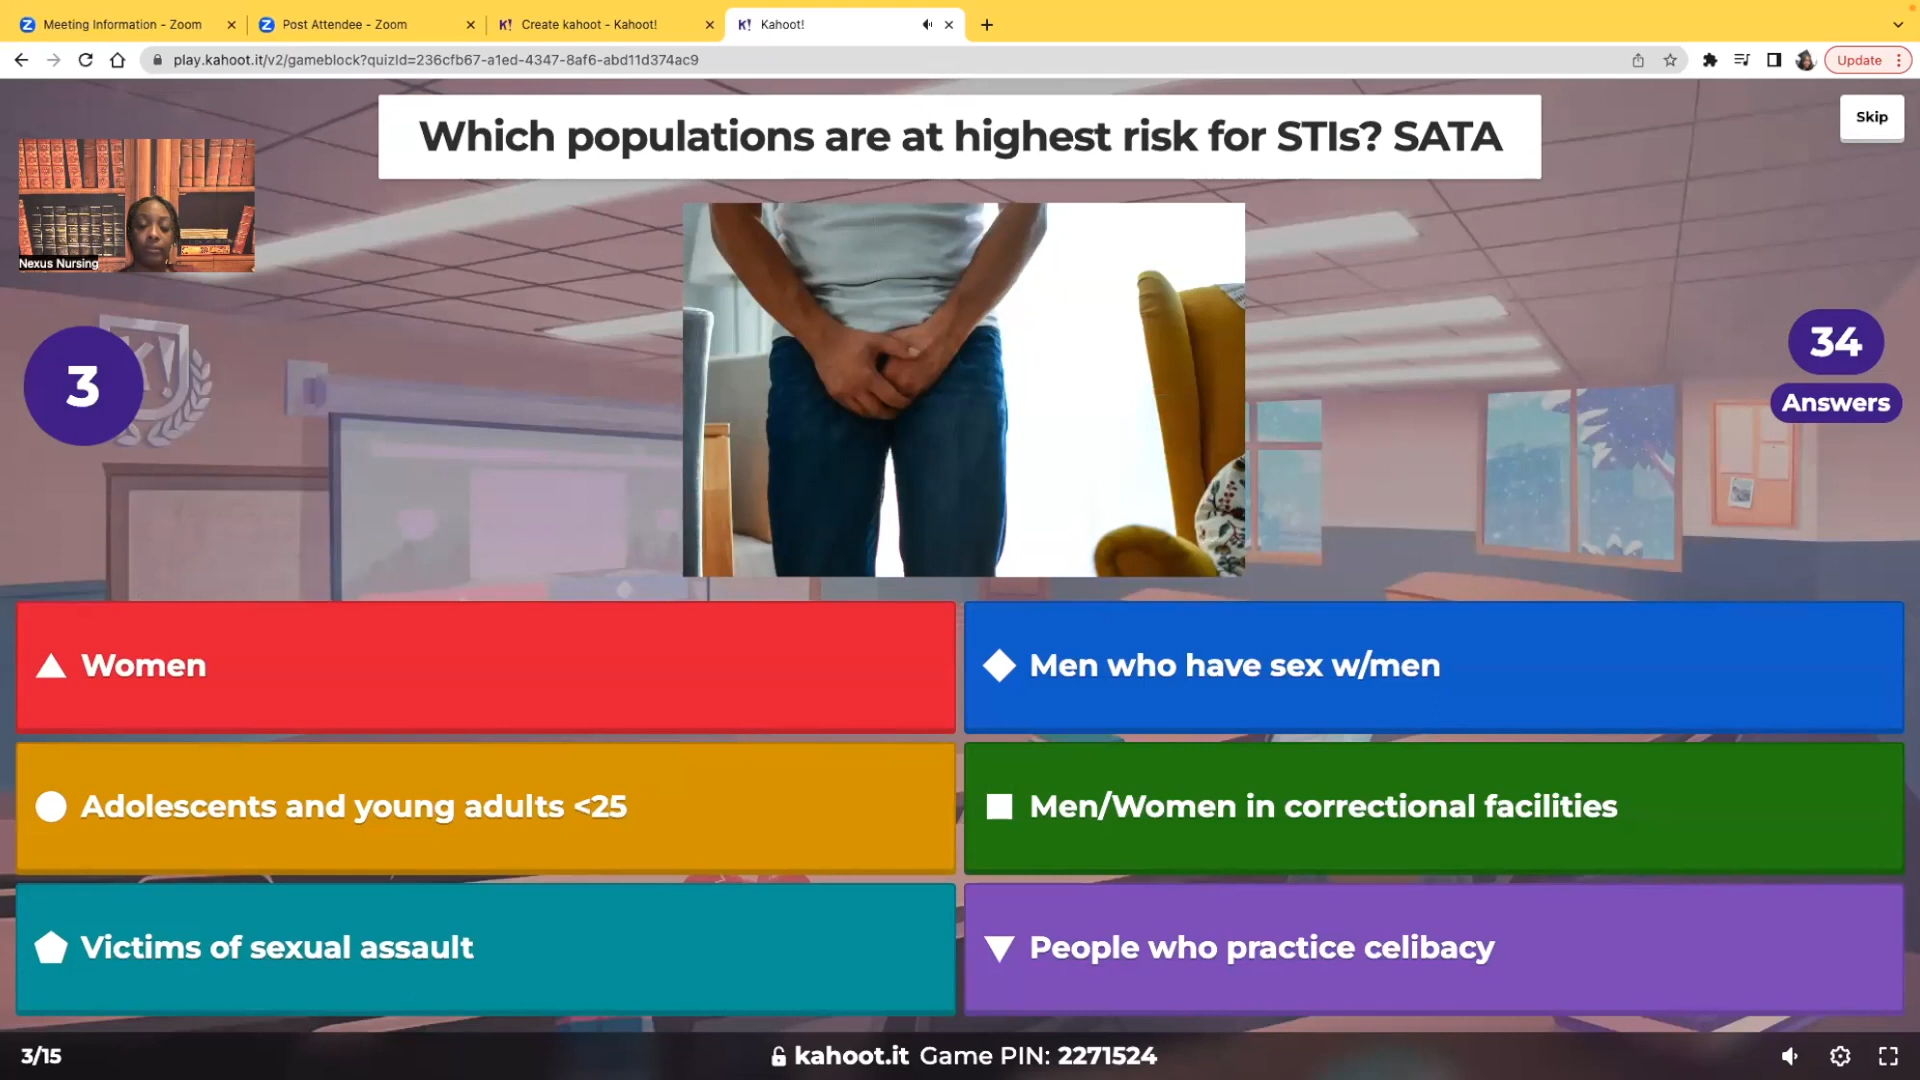 Meeting Information - Zoom
Post Attendee - Zoom
K! Create kahoot - Kahoot!
K! Kahoot!
play.kahoot.it/v2/gameblock?quizId=236cfb67-a1ed-4347-8af6-abd11d374ac9
Update
Which populations are at highest risk for STIs? SATA
Skip
Nexus Nursing
K!
3
34
Answers
Women
Men who have sex w/men
Adolescents and young adults <25
Men/Women in correctional facilities
Victims of sexual assault
People who practice celibacy
3/15
kahoot.it Game PIN: 2271524